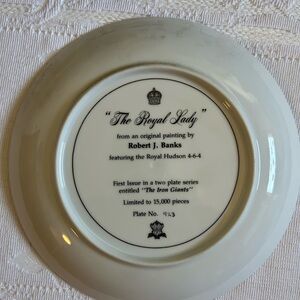 "The Royal Lady"
from an original painting by
Robert J. Banks
featuring the Royal Hudson 4-6-4
First Issue in a two plate series
entitled "The Iron Giants"
Limited to 15,000 pieces
Plate No. 923